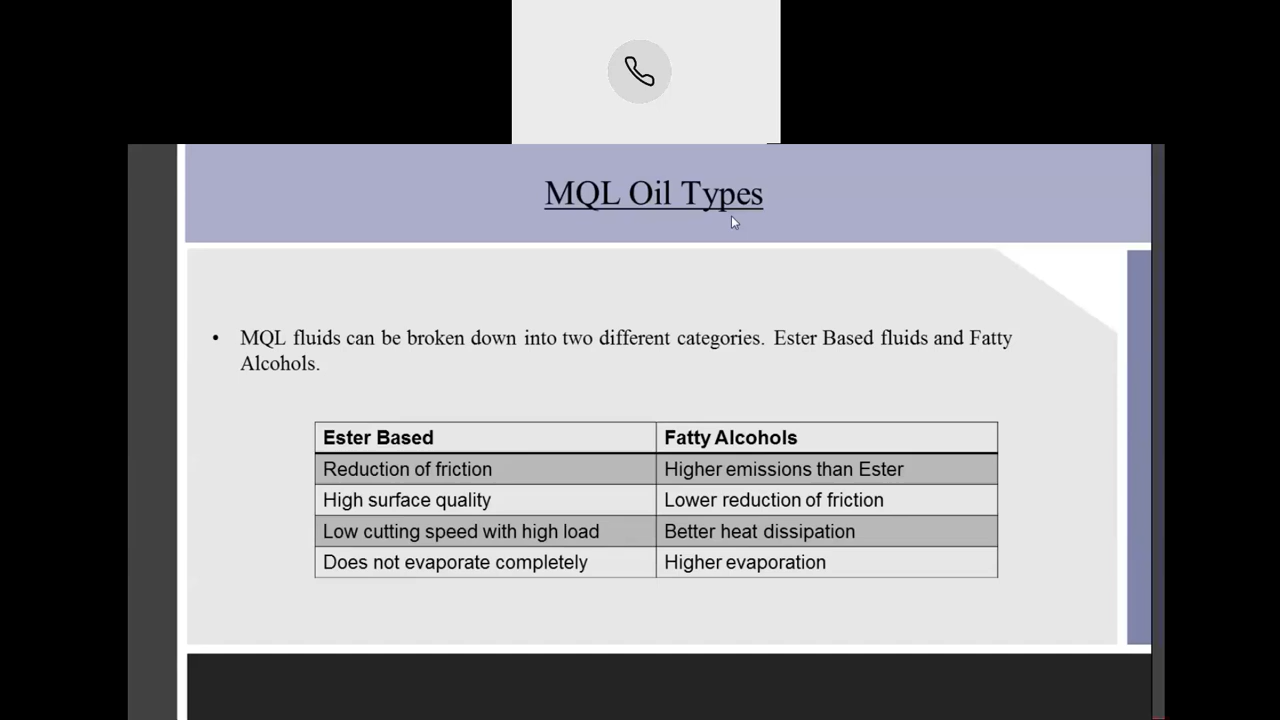 MQL Oil Types
• MQL fluids can be broken down into two different categories. Ester Based fluids and Fatty
Alcohols.
Ester Based Fatty Alcohols
Reduction of friction Higher emissions than Ester
High surface quality Lower reduction of friction
Low cutting speed with high load Better heat dissipation
Does not evaporate completely Higher evaporation